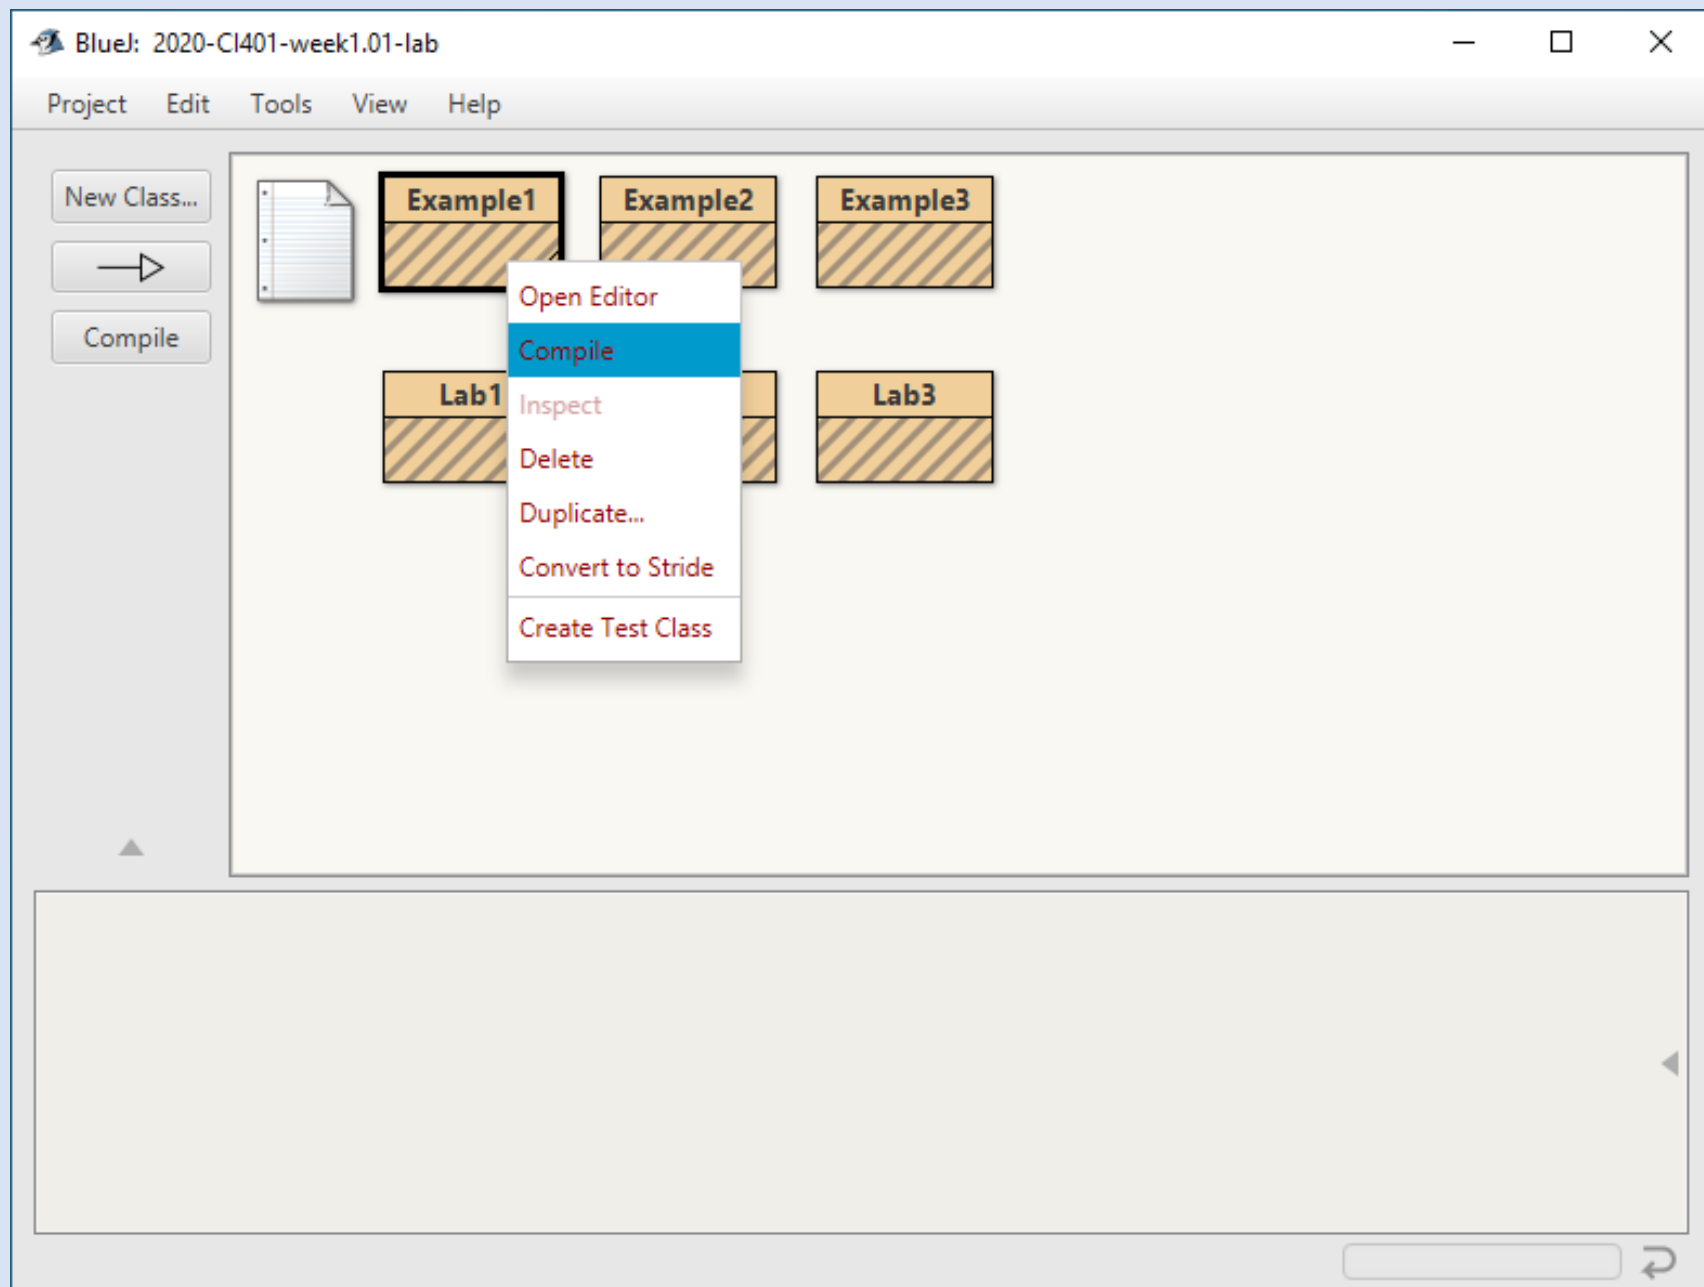 BlueJ: 2020-CI401-week1.01-lab
Project Edit Tools View Help
New Class...
Compile
Example1 Example2 Example3
Open Editor
Compile
Inspect
Delete
Duplicate...
Convert to Stride
Create Test Class
Lab1 Lab3